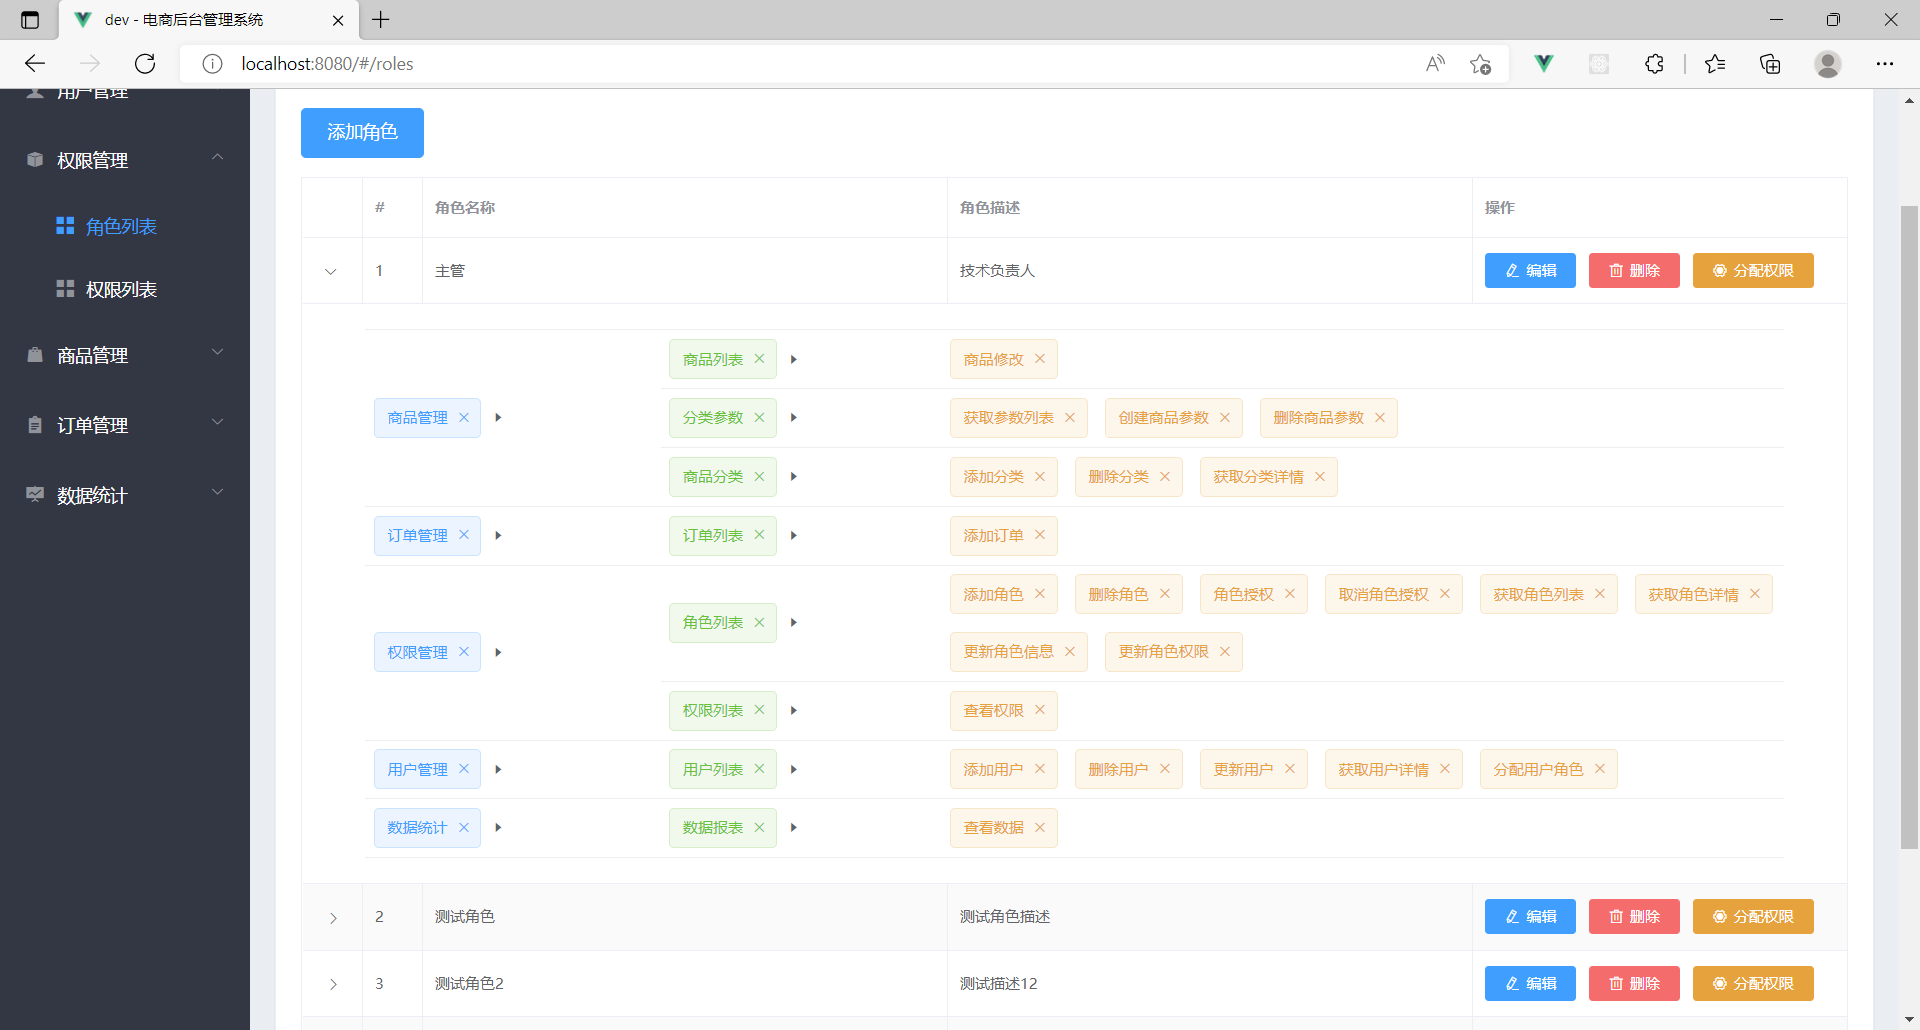 dev - 电商后台管理系统
localhost:8080/#/roles
用户管理
权限管理
角色列表
权限列表
商品管理
订单管理
数据统计
添加角色
# 角色名称 角色描述 操作
1 主管 技术负责人 编辑 删除 分配权限
商品列表 商品修改
商品管理 分类参数 获取参数列表 创建商品参数 删除商品参数
商品分类 添加分类 删除分类 获取分类详情
订单管理 订单列表 添加订单
角色列表 添加角色 删除角色 角色授权 取消角色授权 获取角色列表 获取角色详情
权限管理 更新角色信息 更新角色权限
权限列表 查看权限
用户管理 用户列表 添加用户 删除用户 更新用户 获取用户详情 分配用户角色
数据统计 数据报表 查看数据
2 测试角色 测试角色描述 编辑 删除 分配权限
3 测试角色2 测试描述12 编辑 删除 分配权限